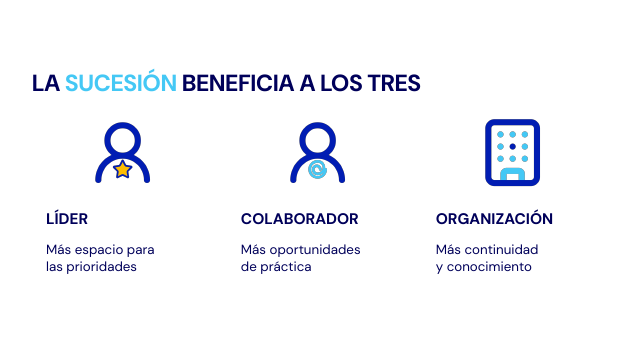 LA SUCESIÓN BENEFICIA A LOS TRES
LÍDER
Más espacio para
las prioridades
COLABORADOR
Más oportunidades
de práctica
ORGANIZACIÓN
Más continuidad
y conocimiento